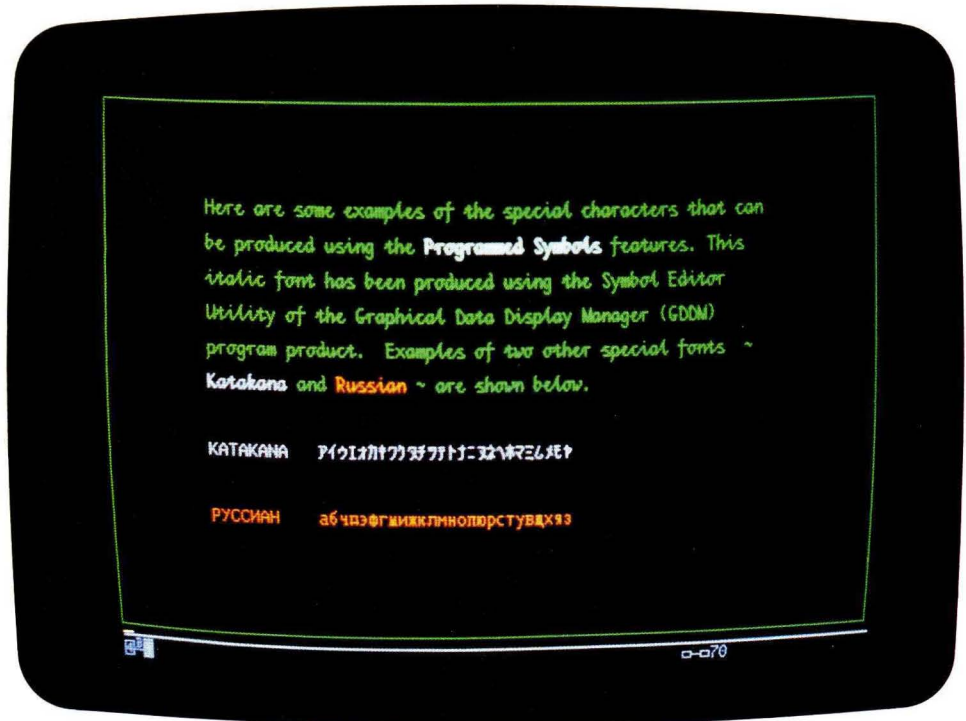 Here are some examples of the special characters that can
be produced using the Programmed Symbols features. This
italic font has been produced using the Symbol Editor
Utility of the Graphical Data Display Manager (GDDM)
program product. Examples of two other special fonts ~
Katakana and Russian ~ are shown below.
KATAKANA
РУССИАН
70